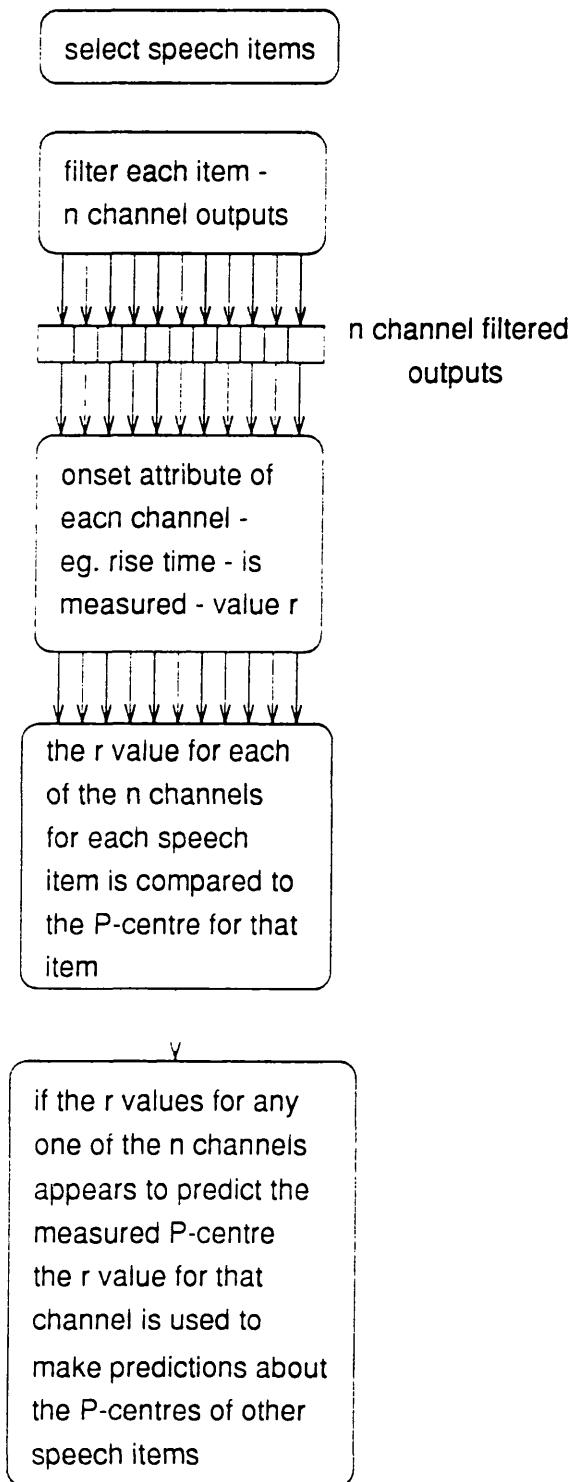 select speech items
filter each item -
n channel outputs
n channel filtered
outputs
onset attribute of
eacn channel -
eg. rise time - is
measured - value r
the r value for each
of the n channels
for each speech
item is compared to
the P-centre for that
item
if the r values for any
one of the n channels
appears to predict the
measured P-centre
the r value for that
channel is used to
make predictions about
the P-centres of other
speech items